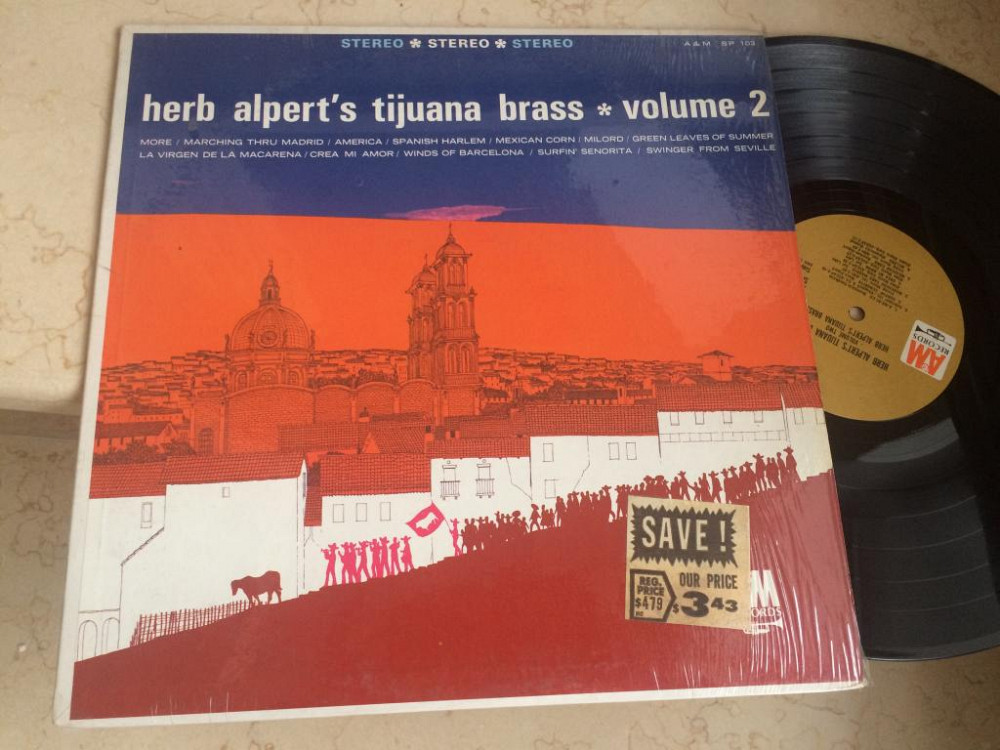 STEREO * STEREO * STEREO
A & M SP 103
herb alpert's tijuana brass * volume 2
MORE / MARCHING THRU MADRID / AMERICA / SPANISH HARLEM / MEXICAN CORN / MILORD / GREEN LEAVES OF SUMMER
LA VIRGEN DE LA MACARENA / CREA MI AMOR / WINDS OF BARCELONA / SURFIN' SENORITA / SWINGER FROM SEVILLE
SAVE!
REG. PRICE $4.79
OUR PRICE
$3.43
M
A&M
RECORDS
HERB ALPERT'S TIJUANA BRASS
VOLUME TWO